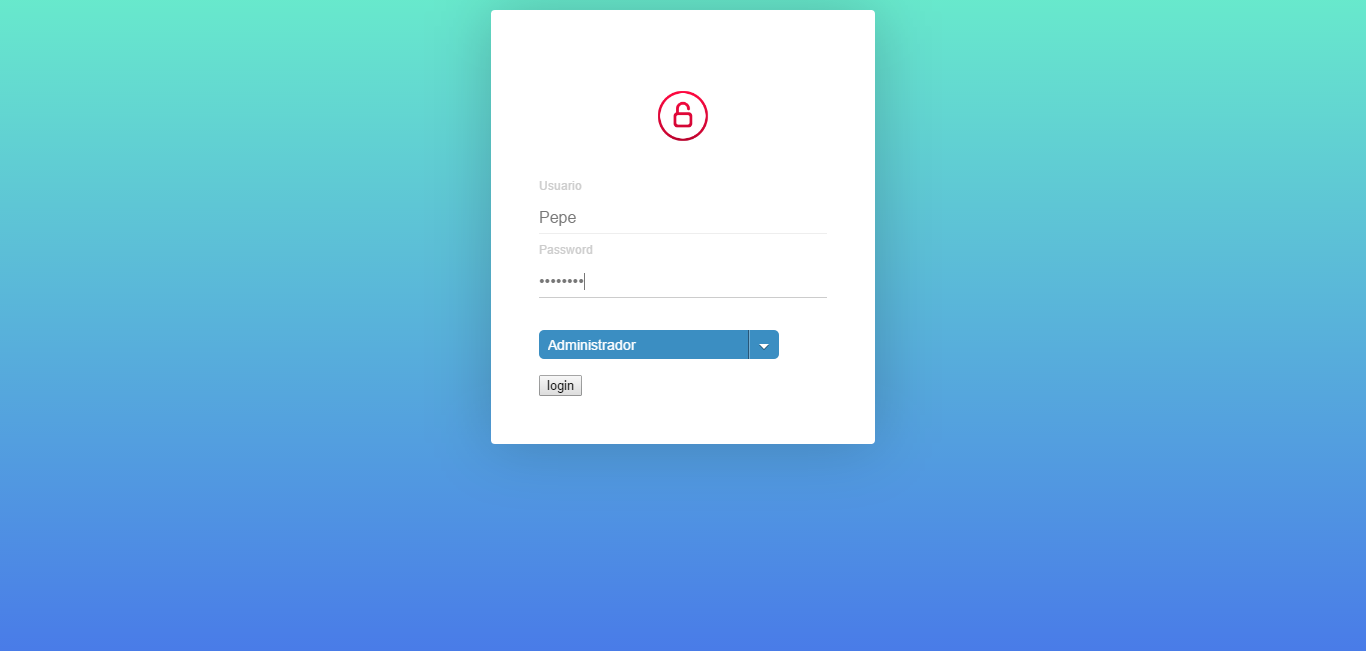 Usuario
Pepe
Password
••••••••
Administrador
login